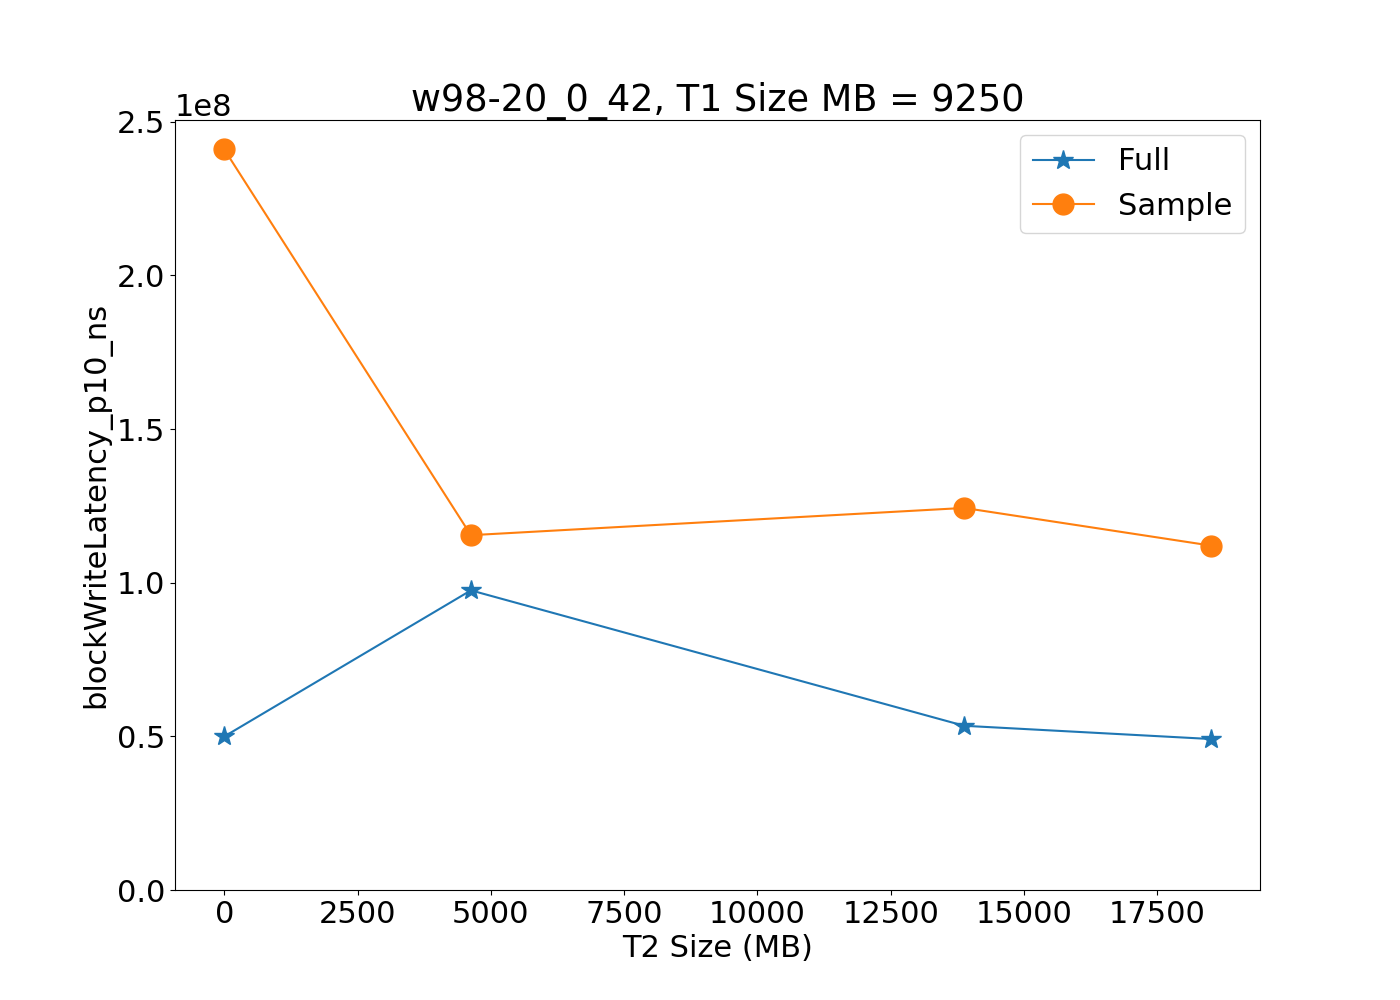 w98-20_0_42, T1 Size MB = 9250
1e8
2.5
2.0
1.5
1.0
0.5
0.0
blockWriteLatency_p10_ns
Full
Sample
0 2500 5000 7500 10000 12500 15000 17500
T2 Size (MB)